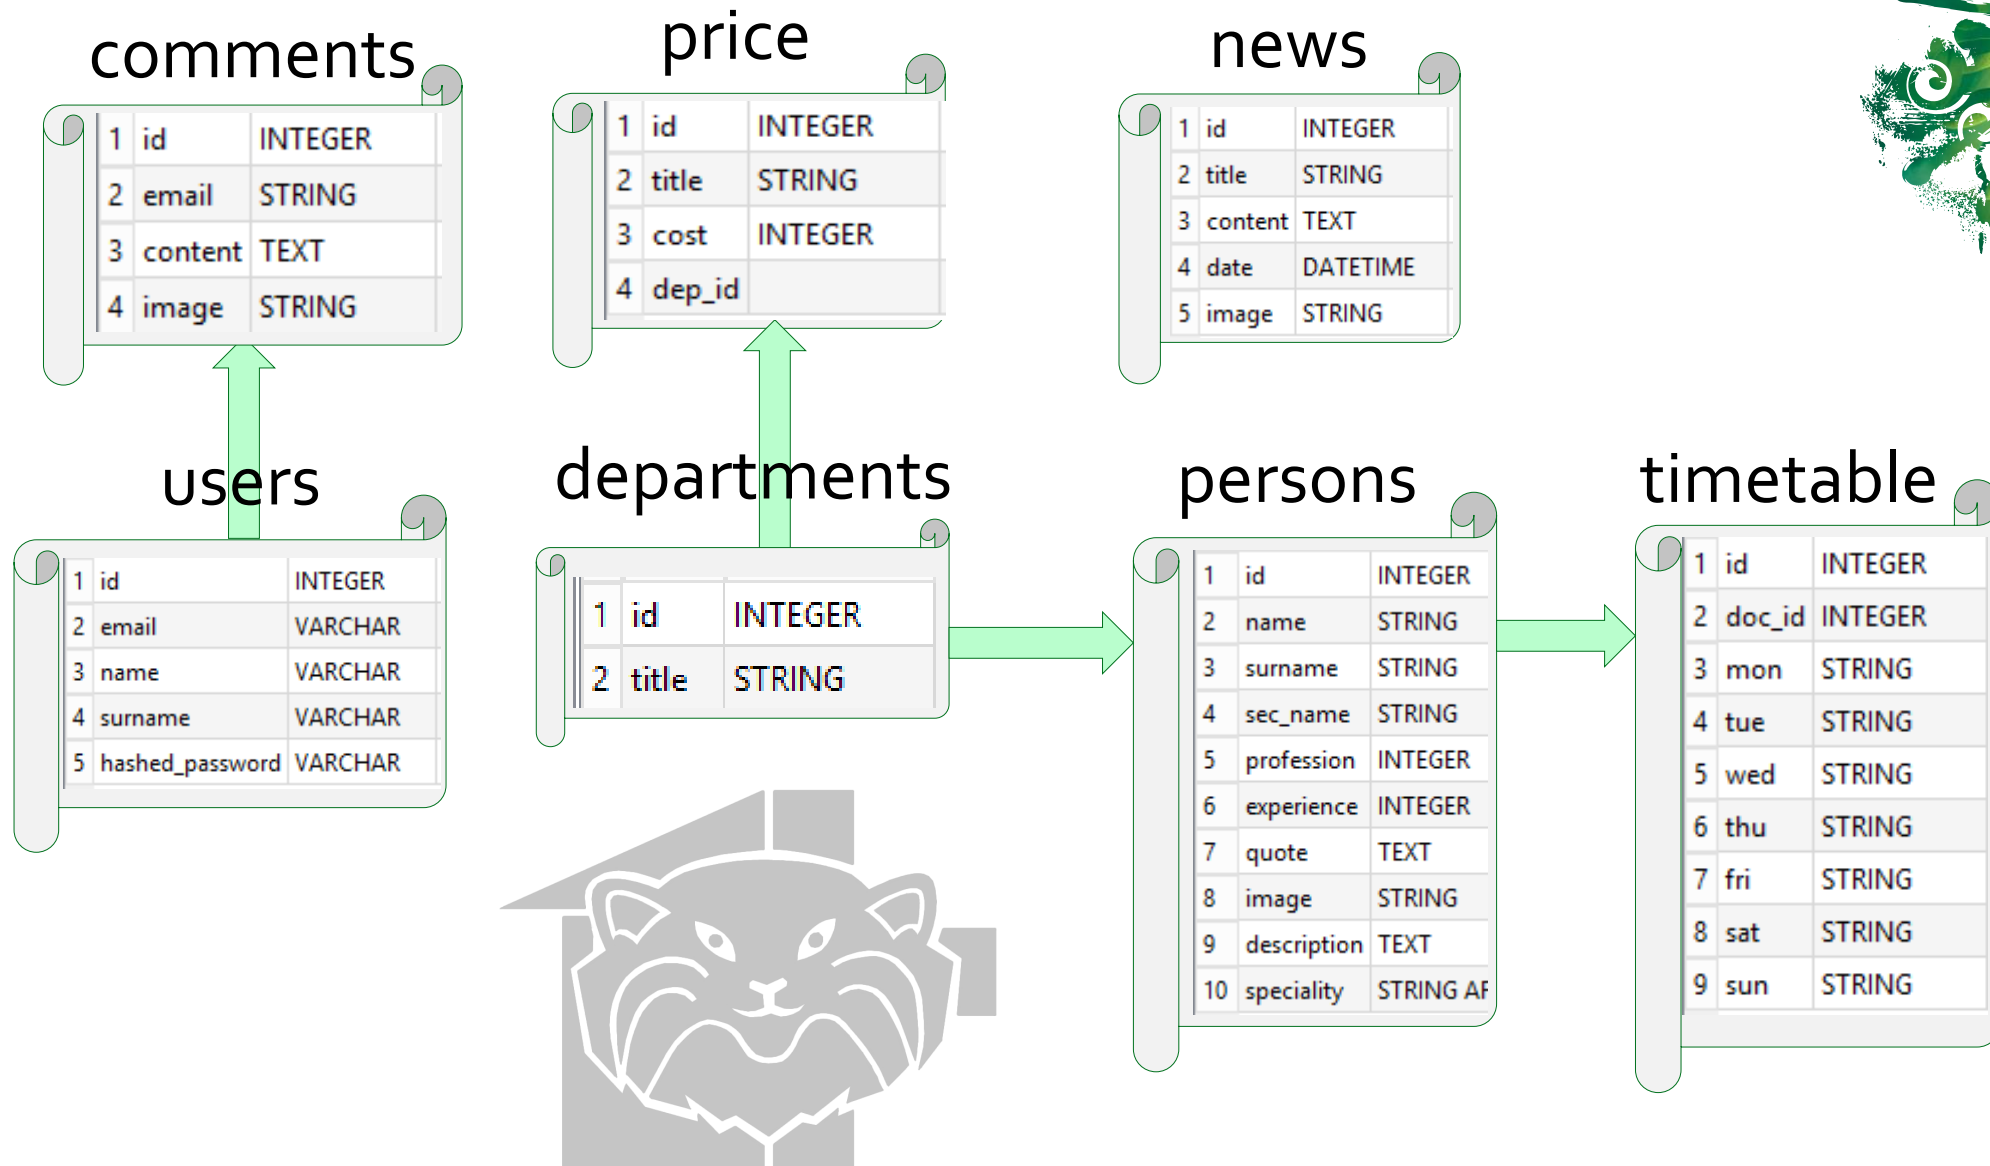 comments
1 id INTEGER
2 email STRING
3 content TEXT
4 image STRING
price
1 id INTEGER
2 title STRING
3 cost INTEGER
4 dep_id
news
1 id INTEGER
2 title STRING
3 content TEXT
4 date DATETIME
5 image STRING
users
1 id INTEGER
2 email VARCHAR
3 name VARCHAR
4 surname VARCHAR
5 hashed_password VARCHAR
departments
1 id INTEGER
2 title STRING
persons
1 id INTEGER
2 name STRING
3 surname STRING
4 sec_name STRING
5 profession INTEGER
6 experience INTEGER
7 quote TEXT
8 image STRING
9 description TEXT
10 speciality STRING
timetable
1 id INTEGER
2 doc_id INTEGER
3 mon STRING
4 tue STRING
5 wed STRING
6 thu STRING
7 fri STRING
8 sat STRING
9 sun STRING